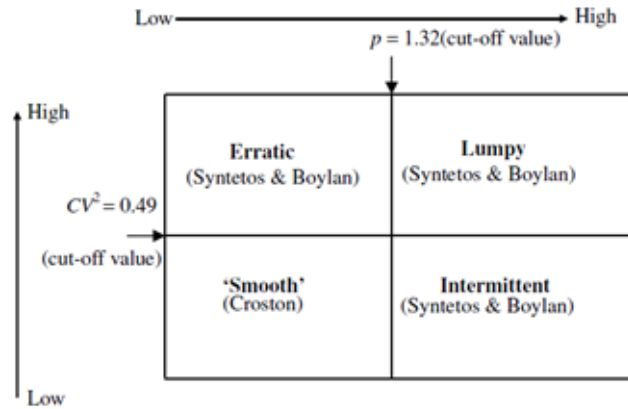 Low High
p = 1.32(cut-off value)
High
Erratic
(Syntetos & Boylan)
Lumpy
(Syntetos & Boylan)
CV² = 0.49
(cut-off value)
‘Smooth’
(Croston)
Intermittent
(Syntetos & Boylan)
Low